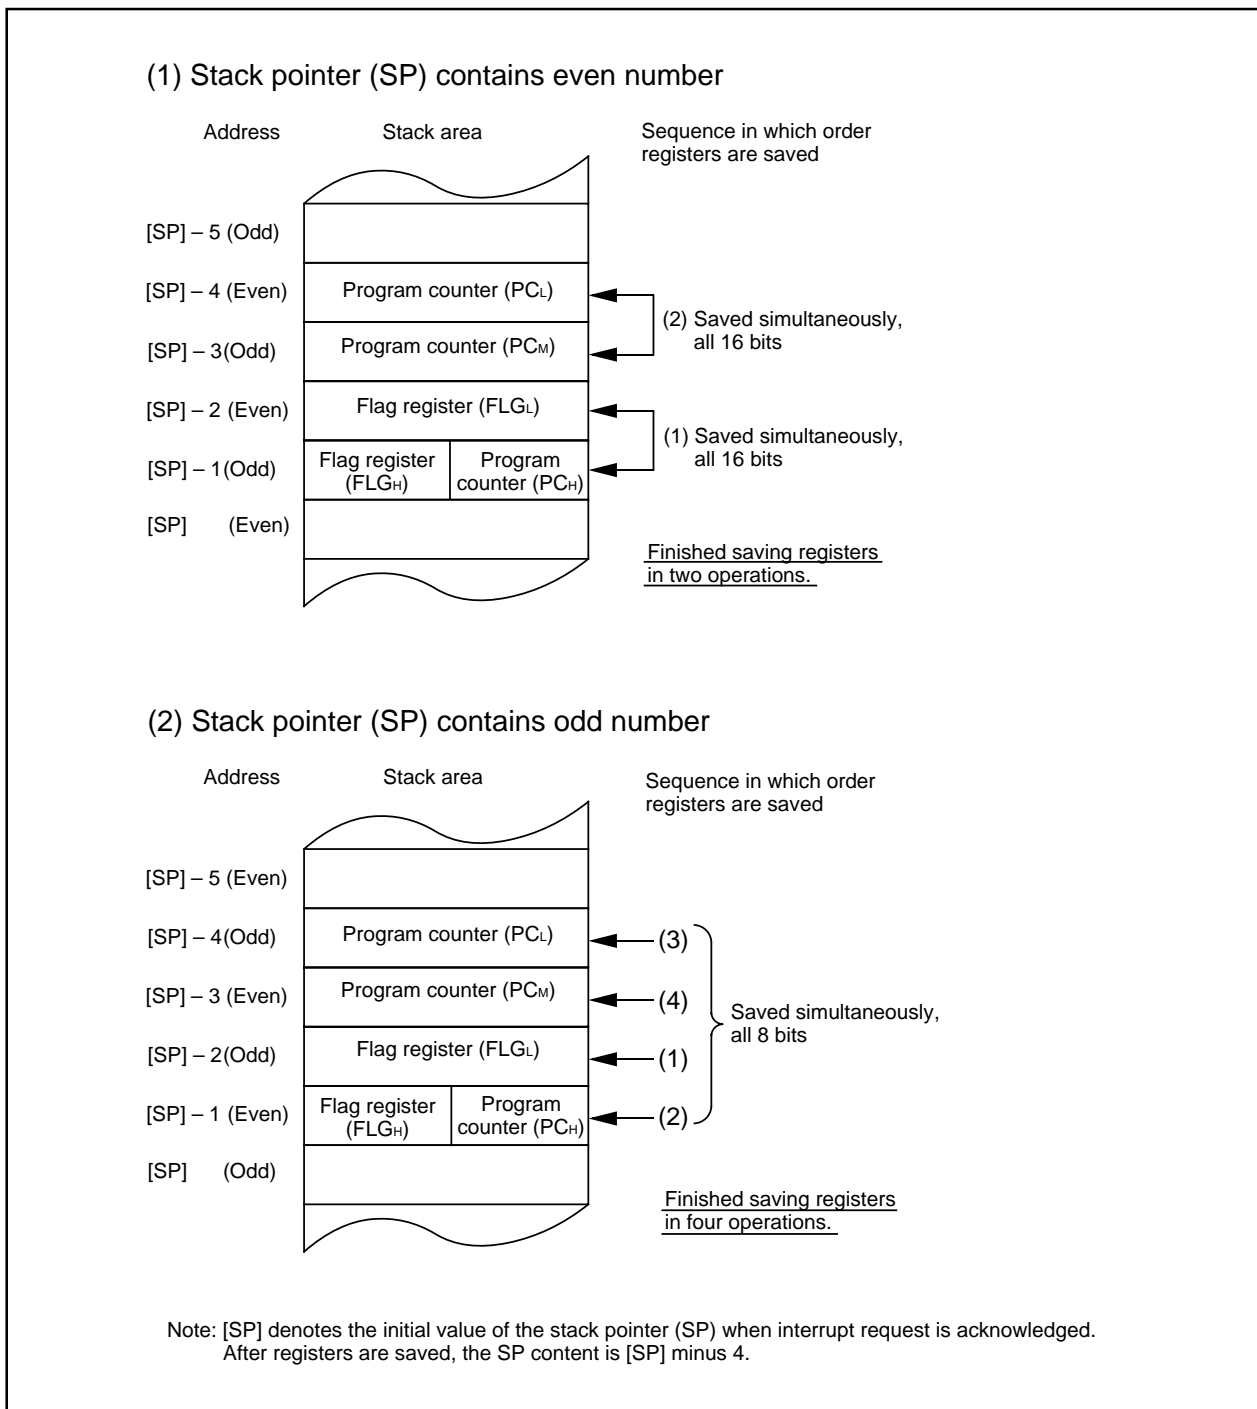 (1) Stack pointer (SP) contains even number
Address
Stack area
Sequence in which order
registers are saved
[SP] – 5 (Odd)
[SP] – 4 (Even)
Program counter (PCL)
[SP] – 3(Odd)
Program counter (PCM)
(2) Saved simultaneously,
all 16 bits
[SP] – 2 (Even)
Flag register (FLGL)
[SP] – 1(Odd)
Flag register
(FLGH)
Program
counter (PCH)
(1) Saved simultaneously,
all 16 bits
[SP] (Even)
Finished saving registers
in two operations.
(2) Stack pointer (SP) contains odd number
Address
Stack area
Sequence in which order
registers are saved
[SP] – 5 (Even)
[SP] – 4(Odd)
Program counter (PCL)
(3)
[SP] – 3 (Even)
Program counter (PCM)
(4)
Saved simultaneously,
all 8 bits
[SP] – 2(Odd)
Flag register (FLGL)
(1)
[SP] – 1 (Even)
Flag register
(FLGH)
Program
counter (PCH)
(2)
[SP] (Odd)
Finished saving registers
in four operations.
Note: [SP] denotes the initial value of the stack pointer (SP) when interrupt request is acknowledged.
After registers are saved, the SP content is [SP] minus 4.